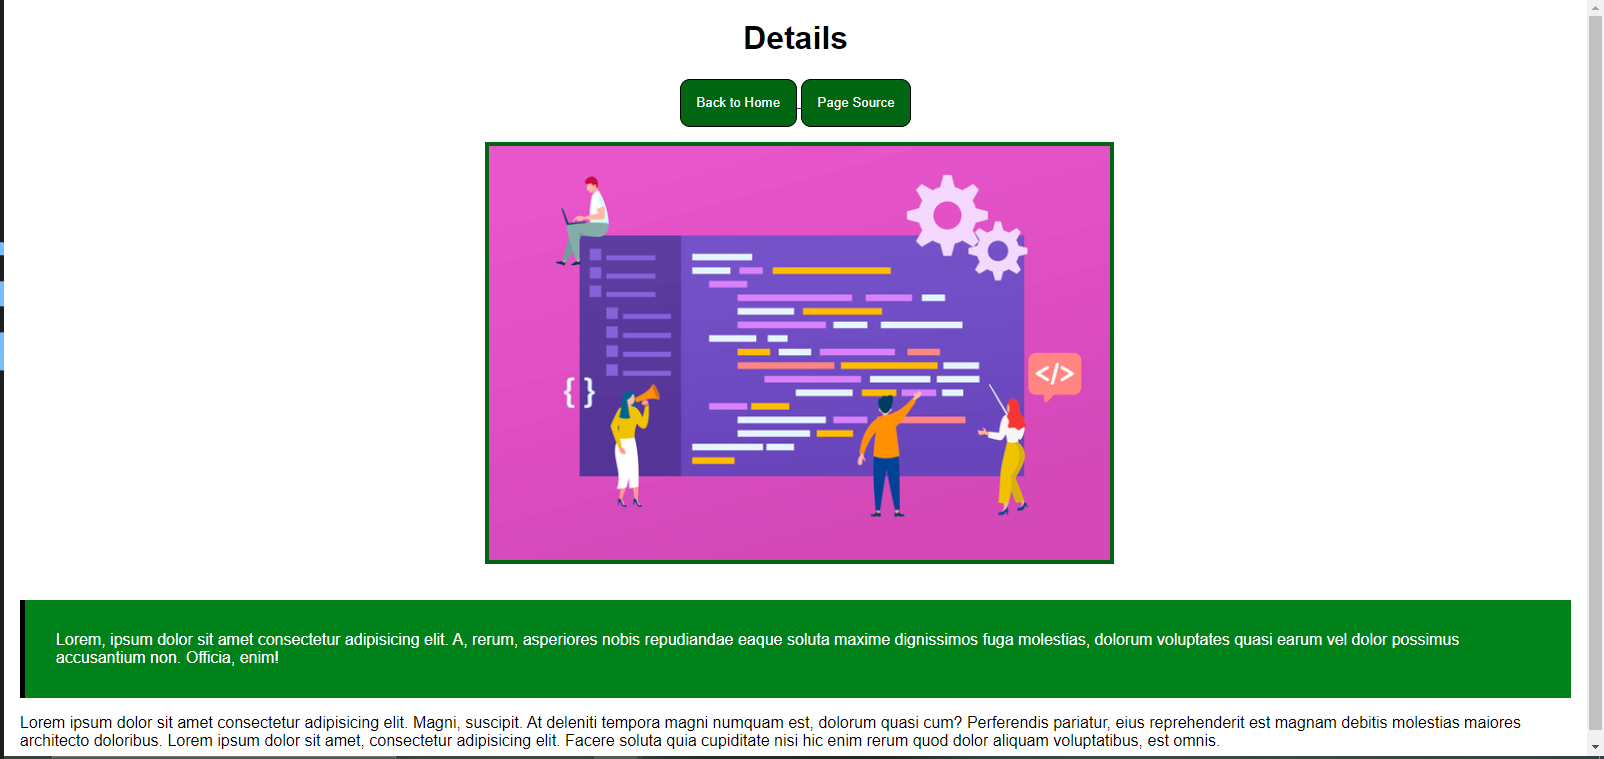 Details
Back to Home Page Source
</>
{ }
Lorem, ipsum dolor sit amet consectetur adipisicing elit. A, rerum, asperiores nobis repudiandae eaque soluta maxime dignissimos fuga molestias, dolorum voluptates quasi earum vel dolor possimus
accusantium non. Officia, enim!
Lorem ipsum dolor sit amet consectetur adipisicing elit. Magni, suscipit. At deleniti tempora magni numquam est, dolorum quasi cum? Perferendis pariatur, eius reprehenderit est magnam debitis molestias maiores
architecto doloribus. Lorem ipsum dolor sit amet, consectetur adipisicing elit. Facere soluta quia cupiditate nisi hic enim rerum quod dolor aliquam voluptatibus, est omnis.